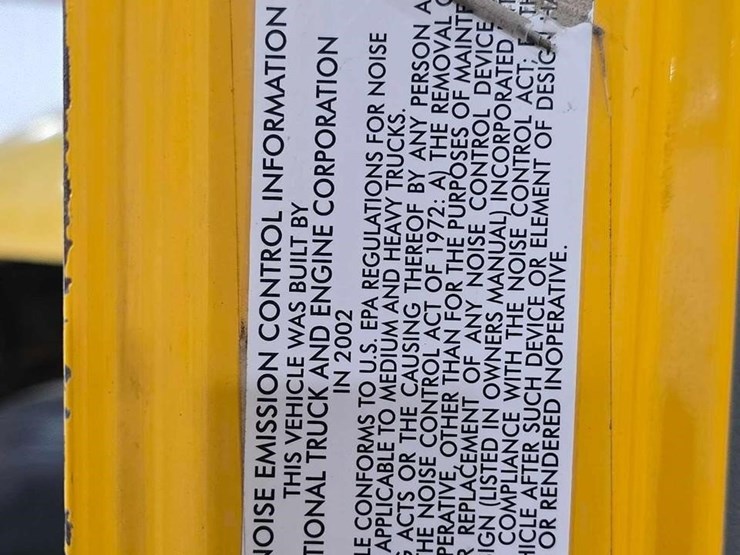 NOISE EMISSION CONTROL INFORMATION
THIS VEHICLE WAS BUILT BY
TIONAL TRUCK AND ENGINE CORPORATION
IN 2002
LE CONFORMS TO U.S. EPA REGULATIONS FOR NOISE
APPLICABLE TO MEDIUM AND HEAVY TRUCKS.
ACTS OR THE CAUSING THEREOF BY ANY PERSON A
HE NOISE CONTROL ACT OF 1972: A) THE REMOVAL O
PERATIVE, OTHER THAN FOR THE PURPOSES OF MAINTE
R REPLACEMENT OF ANY NOISE CONTROL DEVICE
IGN (LISTED IN OWNERS MANUAL) INCORPORATED
COMPLIANCE WITH THE NOISE CONTROL ACT;
HICLE AFTER SUCH DEVICE OR ELEMENT OF DESIG
OR RENDERED INOPERATIVE.